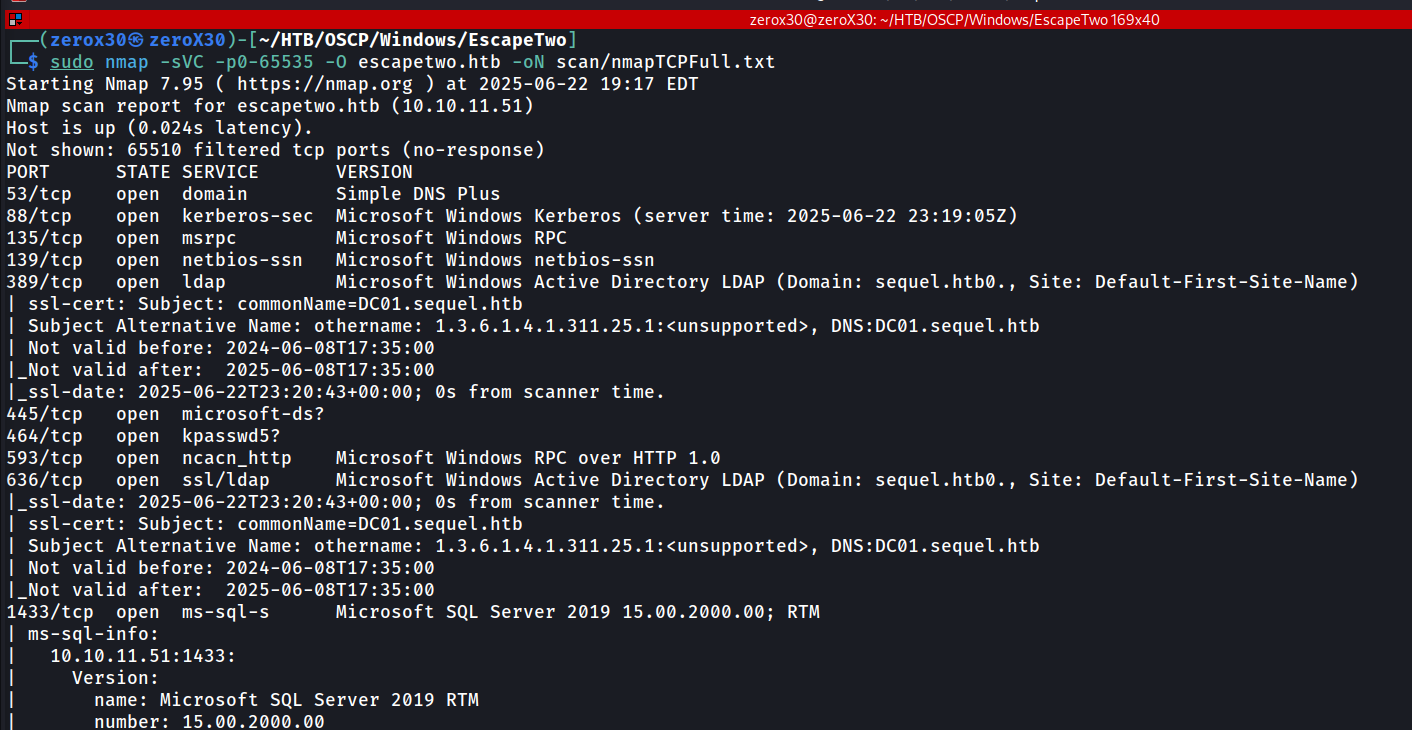 zerox30@zeroX30: ~/HTB/OSCP/Windows/EscapeTwo 169x40
┌──(zerox30㉿zeroX30)-[~/HTB/OSCP/Windows/EscapeTwo]
└─$ sudo nmap -sVC -p0-65535 -O escapetwo.htb -oN scan/nmapTCPFull.txt
Starting Nmap 7.95 ( https://nmap.org ) at 2025-06-22 19:17 EDT
Nmap scan report for escapetwo.htb (10.10.11.51)
Host is up (0.024s latency).
Not shown: 65510 filtered tcp ports (no-response)
PORT      STATE SERVICE       VERSION
53/tcp    open  domain        Simple DNS Plus
88/tcp    open  kerberos-sec  Microsoft Windows Kerberos (server time: 2025-06-22 23:19:05Z)
135/tcp   open  msrpc         Microsoft Windows RPC
139/tcp   open  netbios-ssn   Microsoft Windows netbios-ssn
389/tcp   open  ldap          Microsoft Windows Active Directory LDAP (Domain: sequel.htb0., Site: Default-First-Site-Name)
| ssl-cert: Subject: commonName=DC01.sequel.htb
| Subject Alternative Name: othername: 1.3.6.1.4.1.311.25.1:<unsupported>, DNS:DC01.sequel.htb
| Not valid before: 2024-06-08T17:35:00
|_Not valid after:  2025-06-08T17:35:00
|_ssl-date: 2025-06-22T23:20:43+00:00; 0s from scanner time.
445/tcp   open  microsoft-ds?
464/tcp   open  kpasswd5?
593/tcp   open  ncacn_http    Microsoft Windows RPC over HTTP 1.0
636/tcp   open  ssl/ldap      Microsoft Windows Active Directory LDAP (Domain: sequel.htb0., Site: Default-First-Site-Name)
|_ssl-date: 2025-06-22T23:20:43+00:00; 0s from scanner time.
| ssl-cert: Subject: commonName=DC01.sequel.htb
| Subject Alternative Name: othername: 1.3.6.1.4.1.311.25.1:<unsupported>, DNS:DC01.sequel.htb
| Not valid before: 2024-06-08T17:35:00
|_Not valid after:  2025-06-08T17:35:00
1433/tcp  open  ms-sql-s      Microsoft SQL Server 2019 15.00.2000.00; RTM
| ms-sql-info:
|   10.10.11.51:1433:
|     Version:
|       name: Microsoft SQL Server 2019 RTM
|       number: 15.00.2000.00